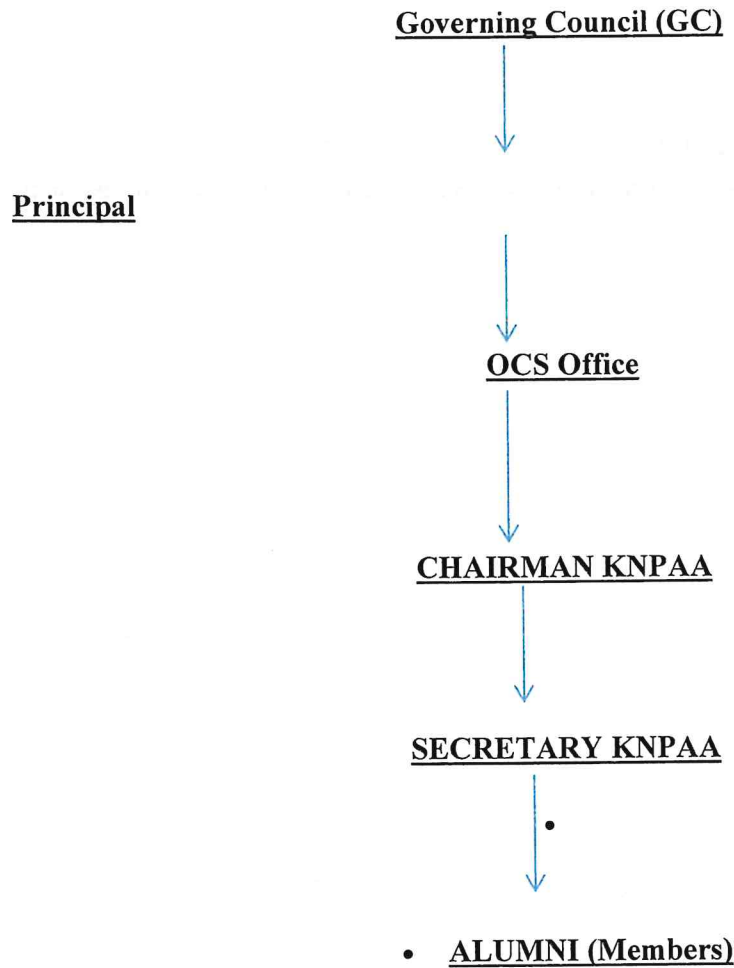 Governing Council (GC)
Principal
OCS Office
CHAIRMAN KNPAA
SECRETARY KNPAA
•
• ALUMNI (Members)